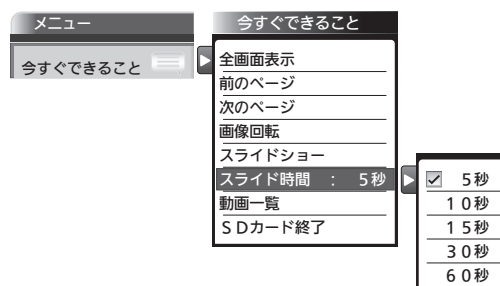 メニュー
今すぐできること
今すぐできること
全画面表示
前のページ
次のページ
画像回転
スライドショー
スライド時間　：　5秒
動画一覧
ＳＤカード終了
5秒
１０秒
１５秒
３０秒
６０秒